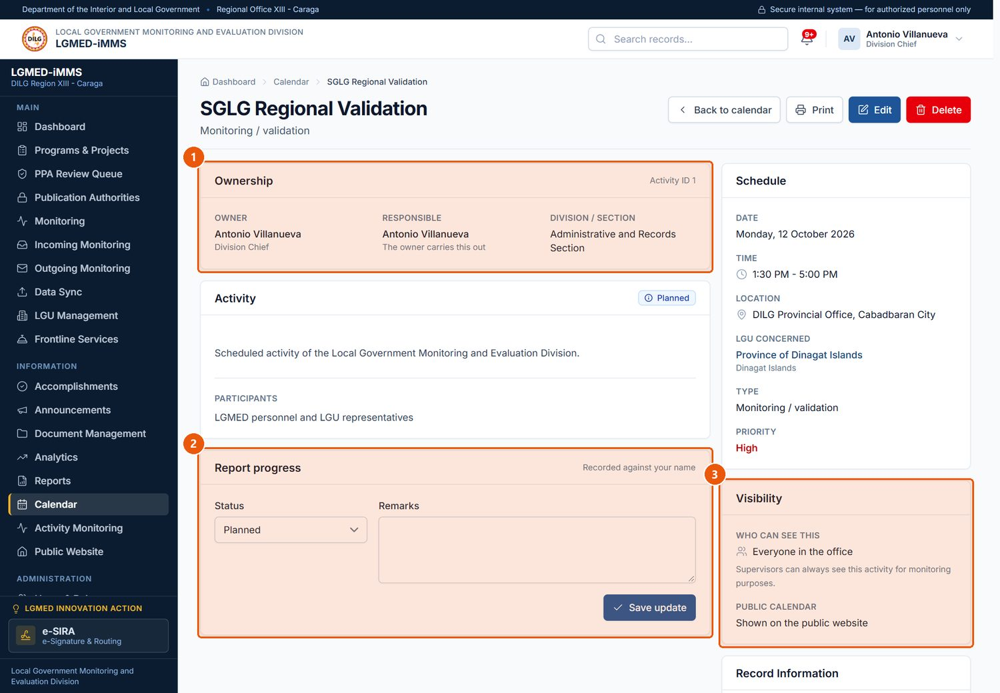 Department of the Interior and Local Government • Regional Office XIII - Caraga
Secure internal system — for authorized personnel only
DILG
LOCAL GOVERNMENT MONITORING AND EVALUATION DIVISION
LGMED-iMMS
Search records...
9+
AV
Antonio Villanueva
Division Chief
LGMED-iMMS
DILG Region XIII - Caraga
MAIN
Dashboard
Programs & Projects
PPA Review Queue
Publication Authorities
Monitoring
Incoming Monitoring
Outgoing Monitoring
Data Sync
LGU Management
Frontline Services
INFORMATION
Accomplishments
Announcements
Document Management
Analytics
Reports
Calendar
Activity Monitoring
Public Website
ADMINISTRATION
LGMED INNOVATION ACTION
e-SIRA
e-Signature & Routing
Local Government Monitoring and
Evaluation Division
Dashboard > Calendar > SGLG Regional Validation
SGLG Regional Validation
Monitoring / validation
Back to calendar
Print
Edit
Delete
1
Ownership
Activity ID 1
OWNER
Antonio Villanueva
Division Chief
RESPONSIBLE
Antonio Villanueva
The owner carries this out
DIVISION / SECTION
Administrative and Records
Section
Activity
Planned
Scheduled activity of the Local Government Monitoring and Evaluation Division.
PARTICIPANTS
LGMED personnel and LGU representatives
2
Report progress
Recorded against your name
Status
Planned
Remarks
Save update
Schedule
DATE
Monday, 12 October 2026
TIME
1:30 PM - 5:00 PM
LOCATION
DILG Provincial Office, Cabadbaran City
LGU CONCERNED
Province of Dinagat Islands
Dinagat Islands
TYPE
Monitoring / validation
PRIORITY
High
3
Visibility
WHO CAN SEE THIS
Everyone in the office
Supervisors can always see this activity for monitoring
purposes.
PUBLIC CALENDAR
Shown on the public website
Record Information